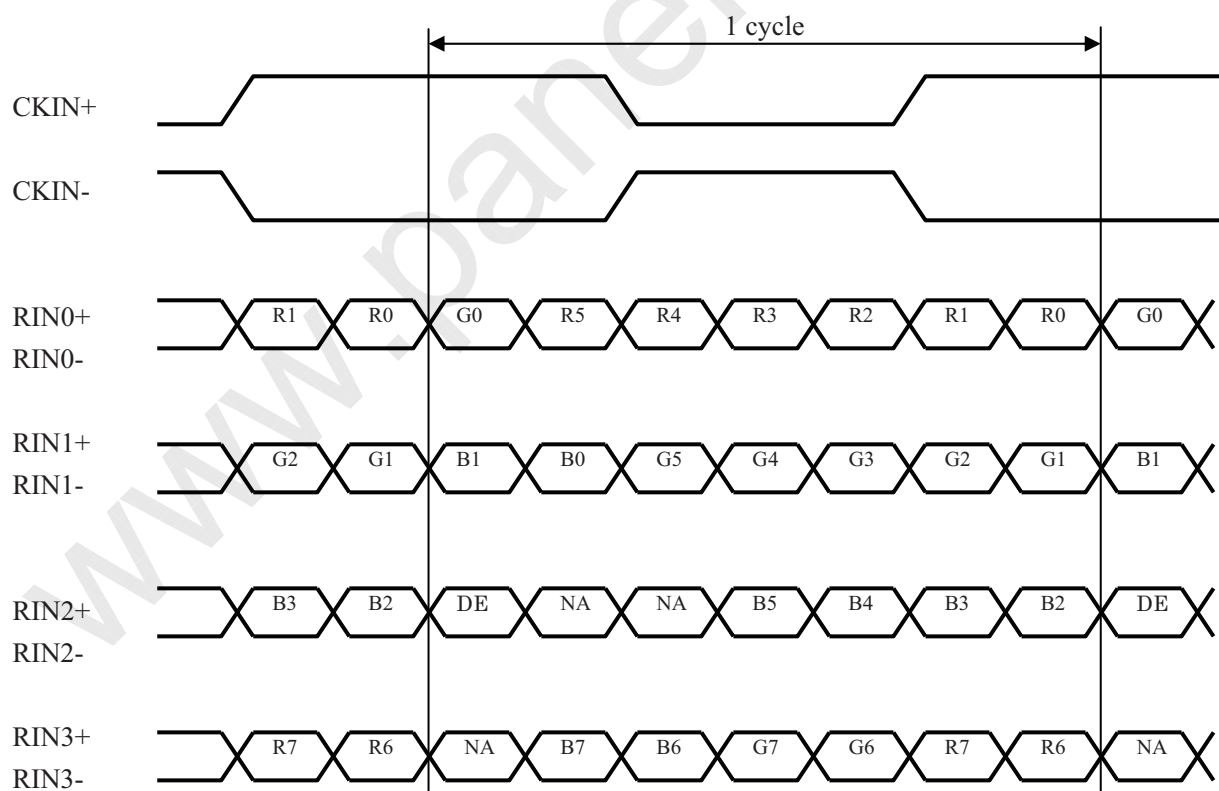 1 cycle
CKIN+
CKIN-
RIN0+
RIN0-
R1 R0 G0 R5 R4 R3 R2 R1 R0 G0
RIN1+
RIN1-
G2 G1 B1 B0 G5 G4 G3 G2 G1 B1
RIN2+
RIN2-
B3 B2 DE NA NA B5 B4 B3 B2 DE
RIN3+
RIN3-
R7 R6 NA B7 B6 G7 G6 R7 R6 NA
www.pane